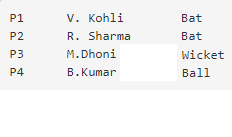 P1 V. Kohli Bat
P2 R. Sharma Bat
P3 M.Dhoni Wicket
P4 B.Kumar Ball